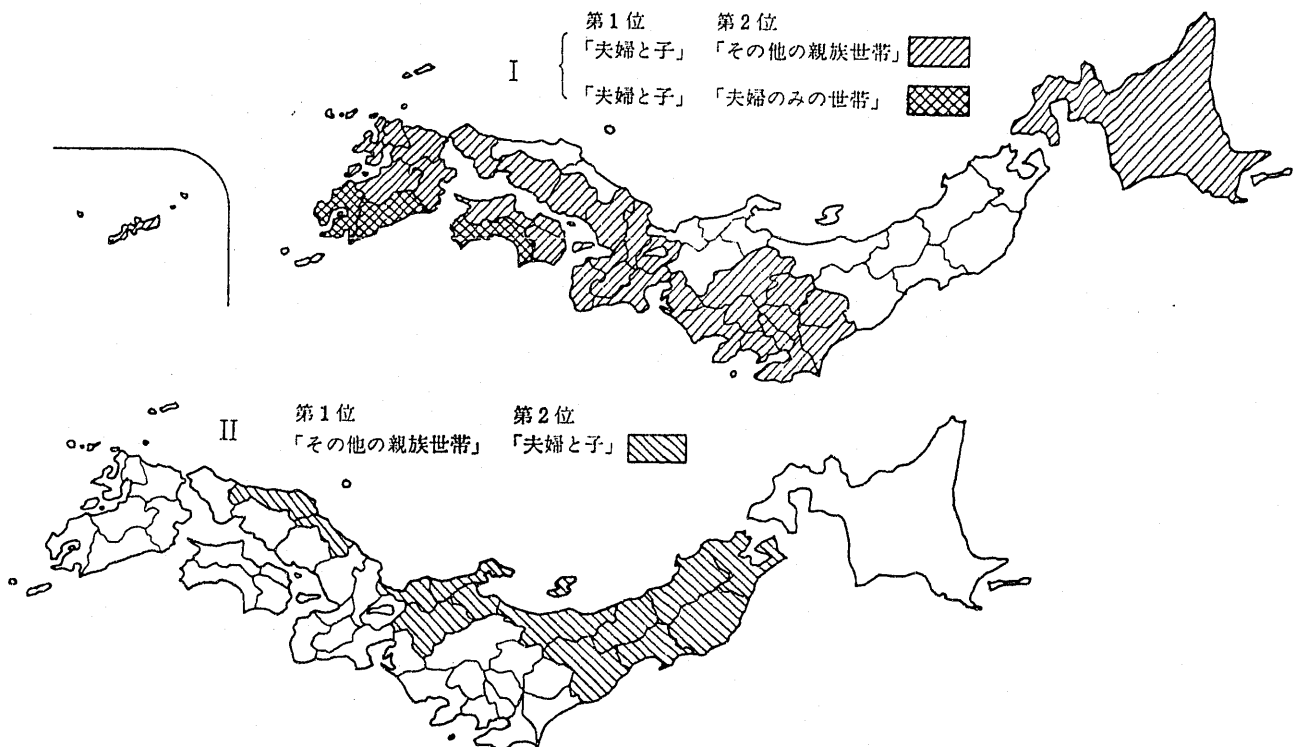 第1位 第2位
I 「夫婦と子」 「その他の親族世帯」
「夫婦と子」 「夫婦のみの世帯」
II 第1位 第2位
「その他の親族世帯」 「夫婦と子」